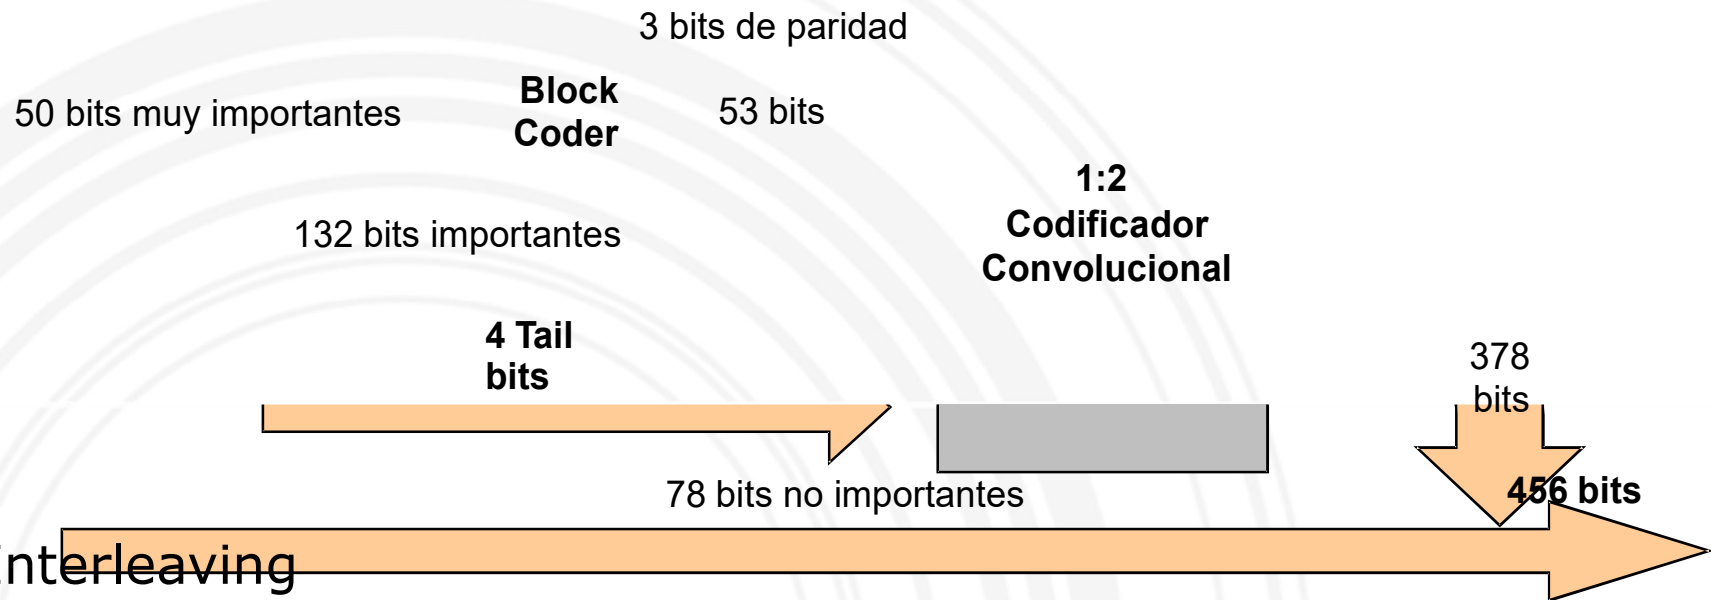 3 bits de paridad
50 bits muy importantes
Block
Coder
53 bits
1:2
Codificador
Convolucional
132 bits importantes
4 Tail
bits
378
bits
78 bits no importantes
456 bits
nterleaving